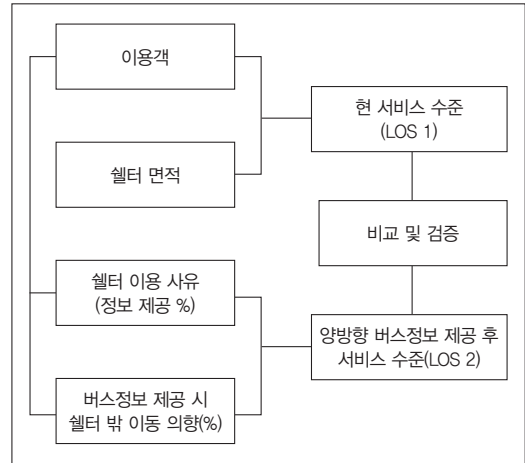 이용객
현 서비스 수준
(LOS 1)
쉘터 면적
비교 및 검증
쉘터 이용 사유
(정보 제공 %)
양방향 버스정보 제공 후
서비스 수준(LOS 2)
버스정보 제공 시
쉘터 밖 이동 의향(%)